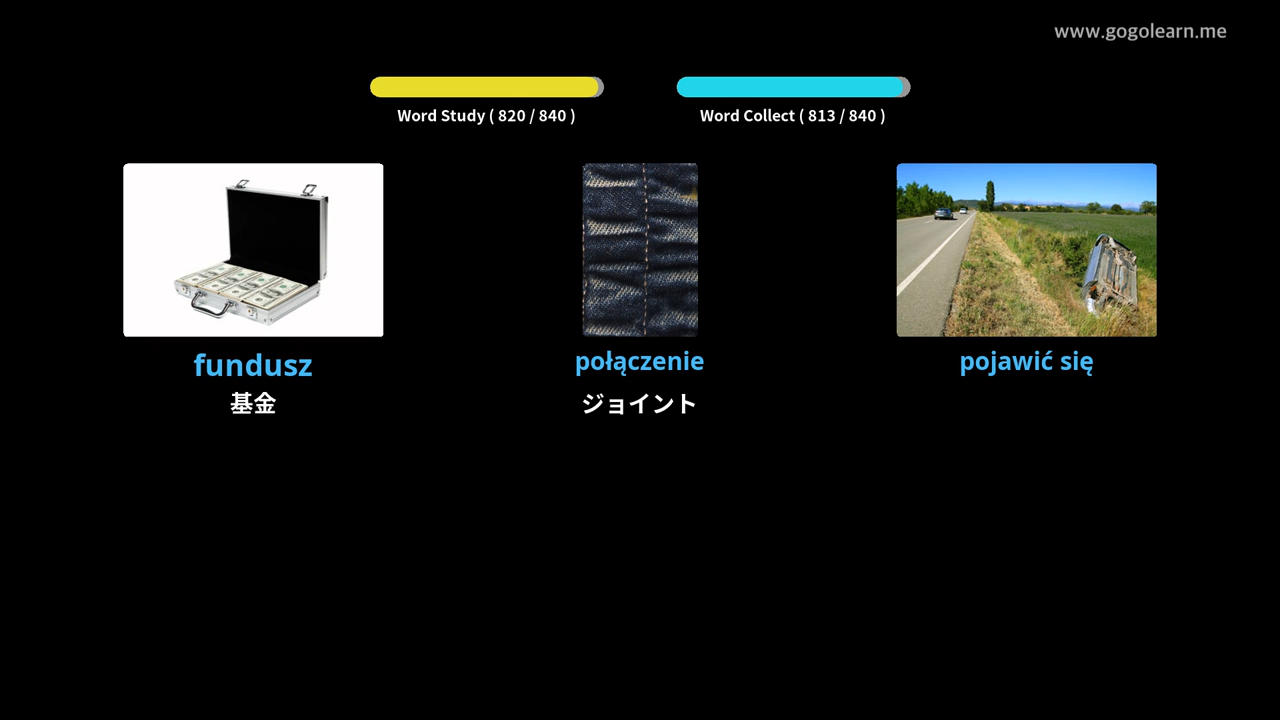 www.gogolearn.me
Word Study ( 820 / 840 )
Word Collect ( 813 / 840 )
fundusz
基金
połączenie
ジョイント
pojawić się